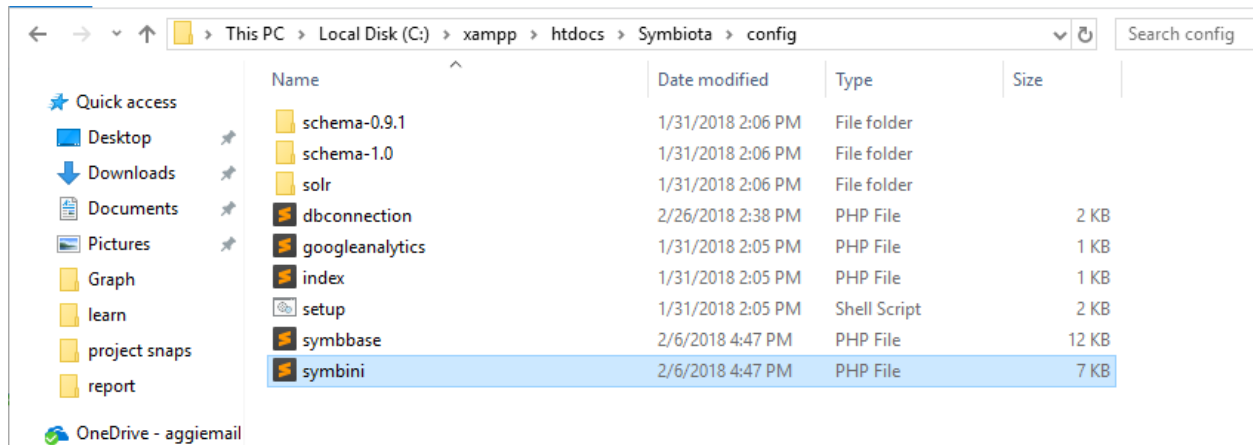 This PC > Local Disk (C:) > xampp > htdocs > Symbiota > config Search config
Name Date modified Type Size
Quick access
Desktop
Downloads
Documents
Pictures
Graph
learn
project snaps
report
OneDrive - aggiemail
schema-0.9.1 1/31/2018 2:06 PM File folder
schema-1.0 1/31/2018 2:06 PM File folder
solr 1/31/2018 2:06 PM File folder
dbconnection 2/26/2018 2:38 PM PHP File 2 KB
googleanalytics 1/31/2018 2:05 PM PHP File 1 KB
index 1/31/2018 2:05 PM PHP File 1 KB
setup 1/31/2018 2:05 PM Shell Script 2 KB
symbbase 2/6/2018 4:47 PM PHP File 12 KB
symbini 2/6/2018 4:47 PM PHP File 7 KB